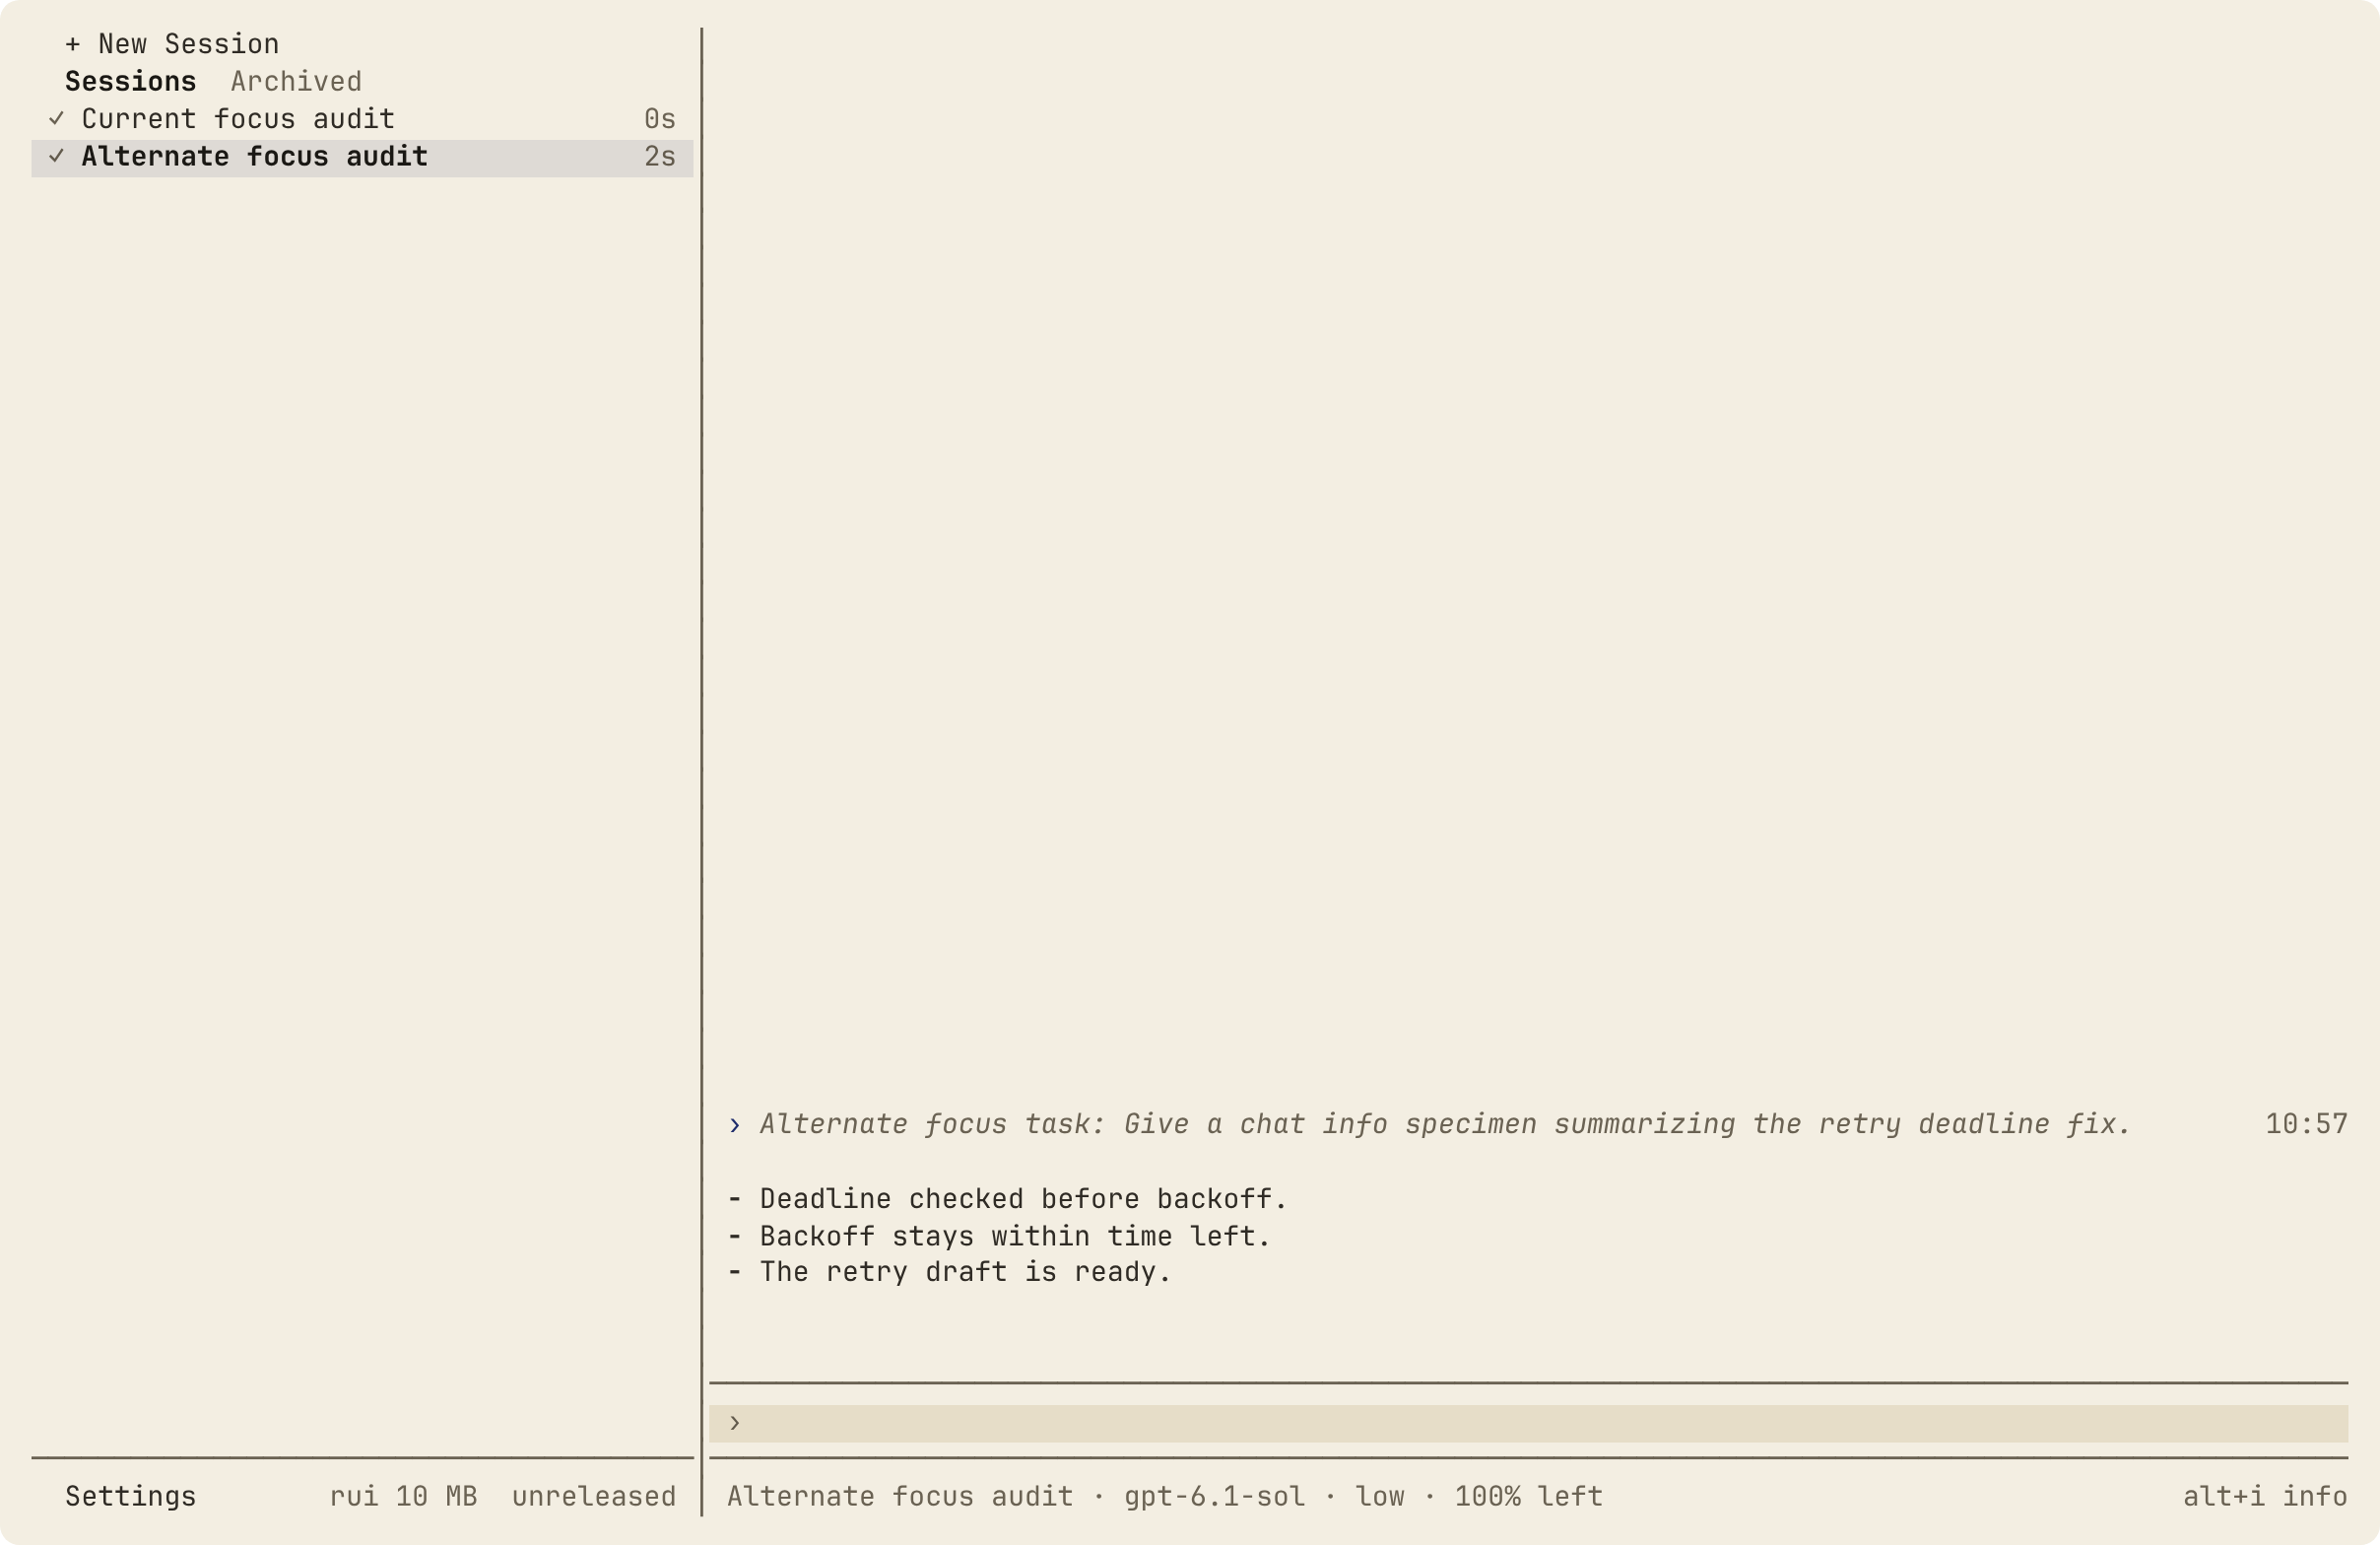 + New Session
Sessions  Archived
✓ Current focus audit 0s
✓ Alternate focus audit 2s
› Alternate focus task: Give a chat info specimen summarizing the retry deadline fix. 10:57
- Deadline checked before backoff.
- Backoff stays within time left.
- The retry draft is ready.
›
Settings rui 10 MB unreleased
Alternate focus audit · gpt-6.1-sol · low · 100% left alt+i info